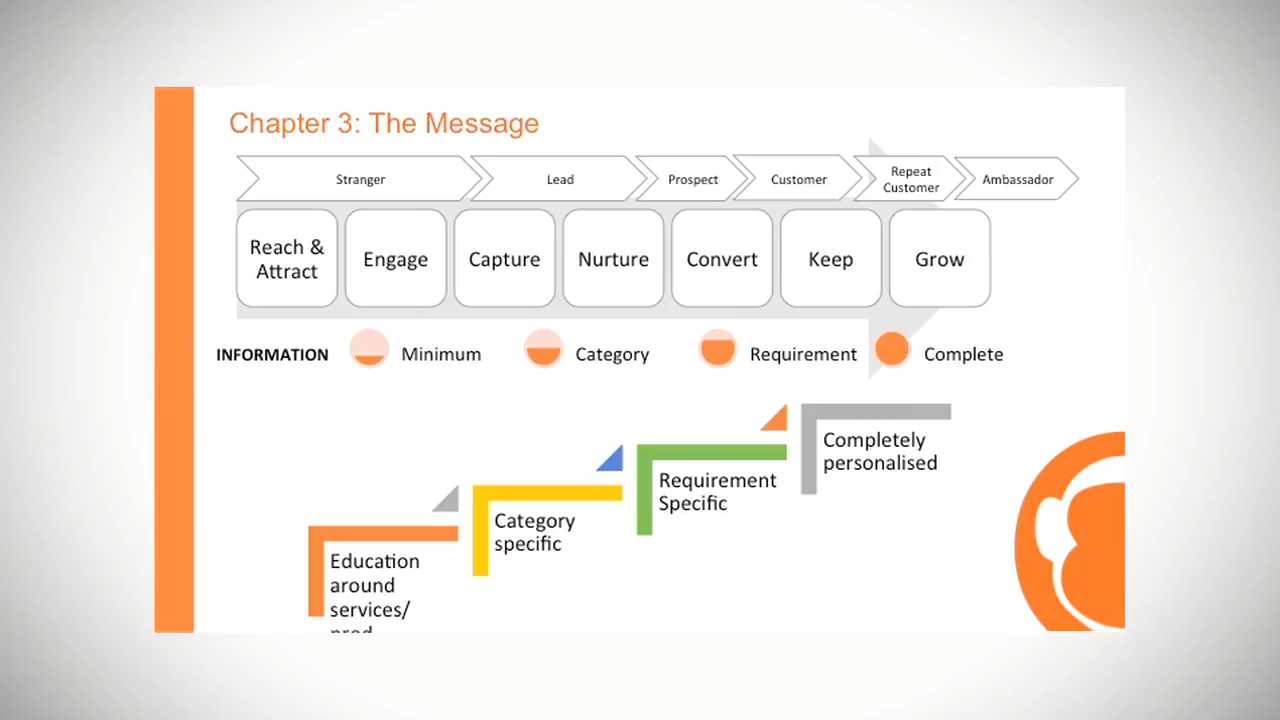 Chapter 3: The Message
Stranger
Lead
Prospect
Customer
Repeat
Customer
Ambassador
Reach &
Attract
Engage
Capture
Nurture
Convert
Keep
Grow
INFORMATION
Minimum
Category
Requirement
Complete
Education
around
services/
Category
specific
Requirement
Specific
Completely
personalised